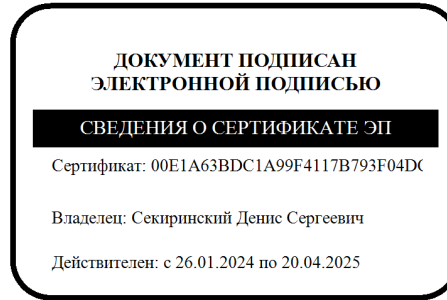 ДОКУМЕНТ ПОДПИСАН
ЭЛЕКТРОННОЙ ПОДПИСЬЮ
СВЕДЕНИЯ О СЕРТИФИКАТЕ ЭП
Сертификат: 00E1A63BDC1A99F4117B793F04D
Владелец: Секиринский Денис Сергеевич
Действителен: с 26.01.2024 по 20.04.2025